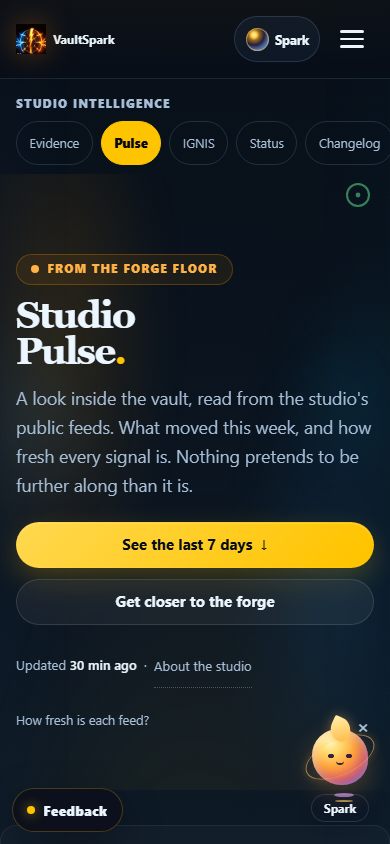 VaultSpark
Spark
STUDIO INTELLIGENCE
Evidence
Pulse
IGNIS
Status
Changelog
FROM THE FORGE FLOOR
Studio
Pulse.
A look inside the vault, read from the studio's
public feeds. What moved this week, and how
fresh every signal is. Nothing pretends to be
further along than it is.
See the last 7 days ↓
Get closer to the forge
Updated 30 min ago · About the studio
How fresh is each feed?
×
Feedback
Spark